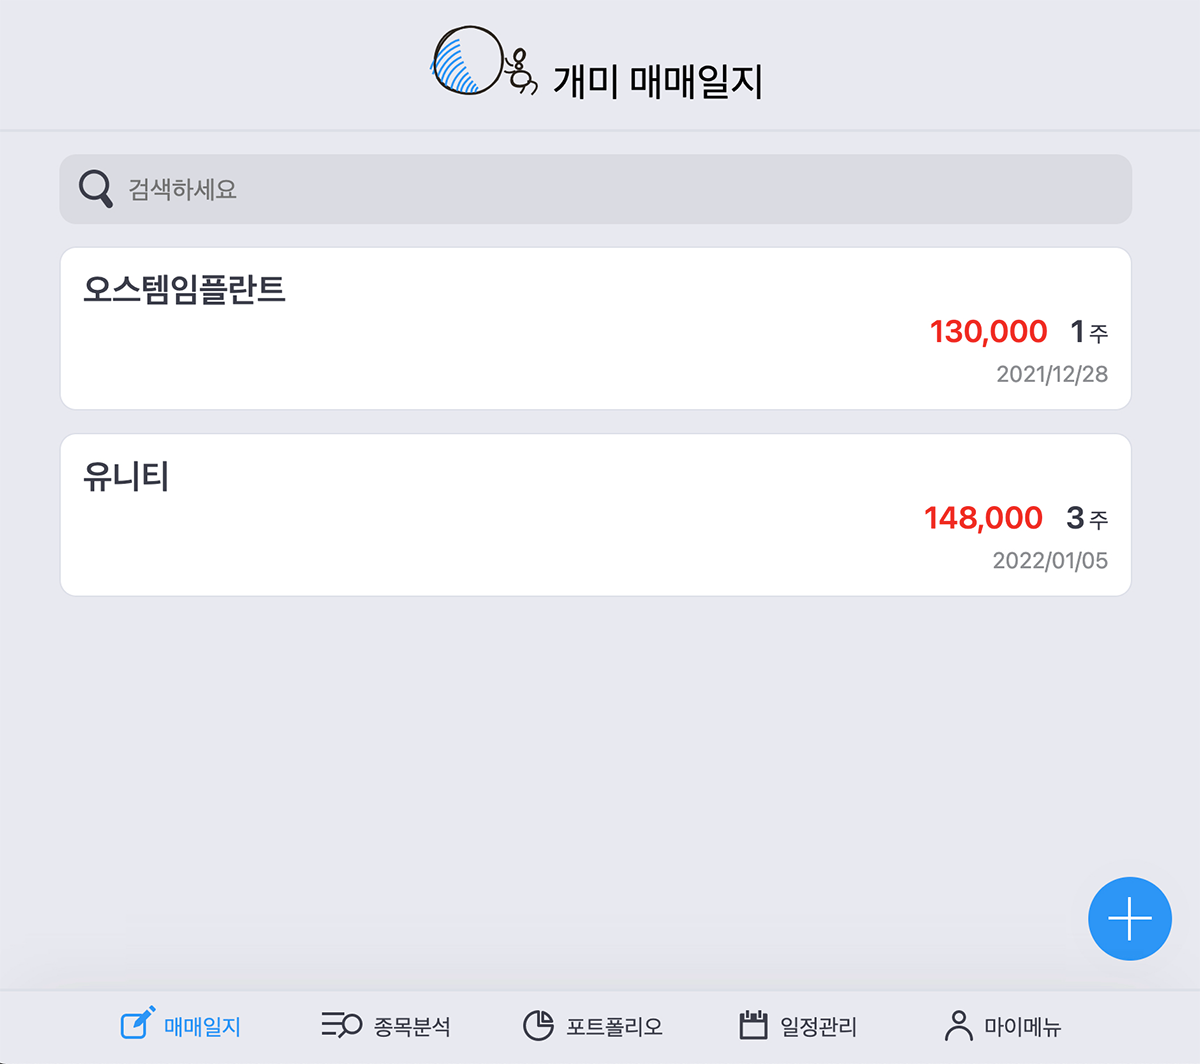 개미 매매일지
검색하세요
오스템임플란트
130,000 1주
2021/12/28
유니티
148,000 3주
2022/01/05
매매일지 종목분석 포트폴리오 일정관리 마이메뉴